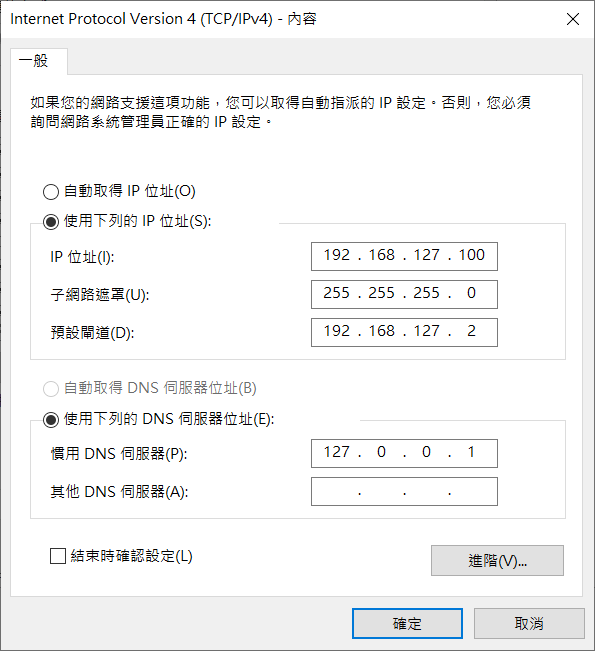 Internet Protocol Version 4 (TCP/IPv4) - 內容
一般
如果您的網路支援這項功能，您可以取得自動指派的 IP 設定。否則，您必須
詢問網路系統管理員正確的 IP 設定。
自動取得 IP 位址(O)
使用下列的 IP 位址(S):
IP 位址(I): 192 . 168 . 127 . 100
子網路遮罩(U): 255 . 255 . 255 . 0
預設閘道(D): 192 . 168 . 127 . 2
自動取得 DNS 伺服器位址(B)
使用下列的 DNS 伺服器位址(E):
慣用 DNS 伺服器(P): 127 . 0 . 0 . 1
其他 DNS 伺服器(A): . . .
結束時確認設定(L)
進階(V)...
確定 取消